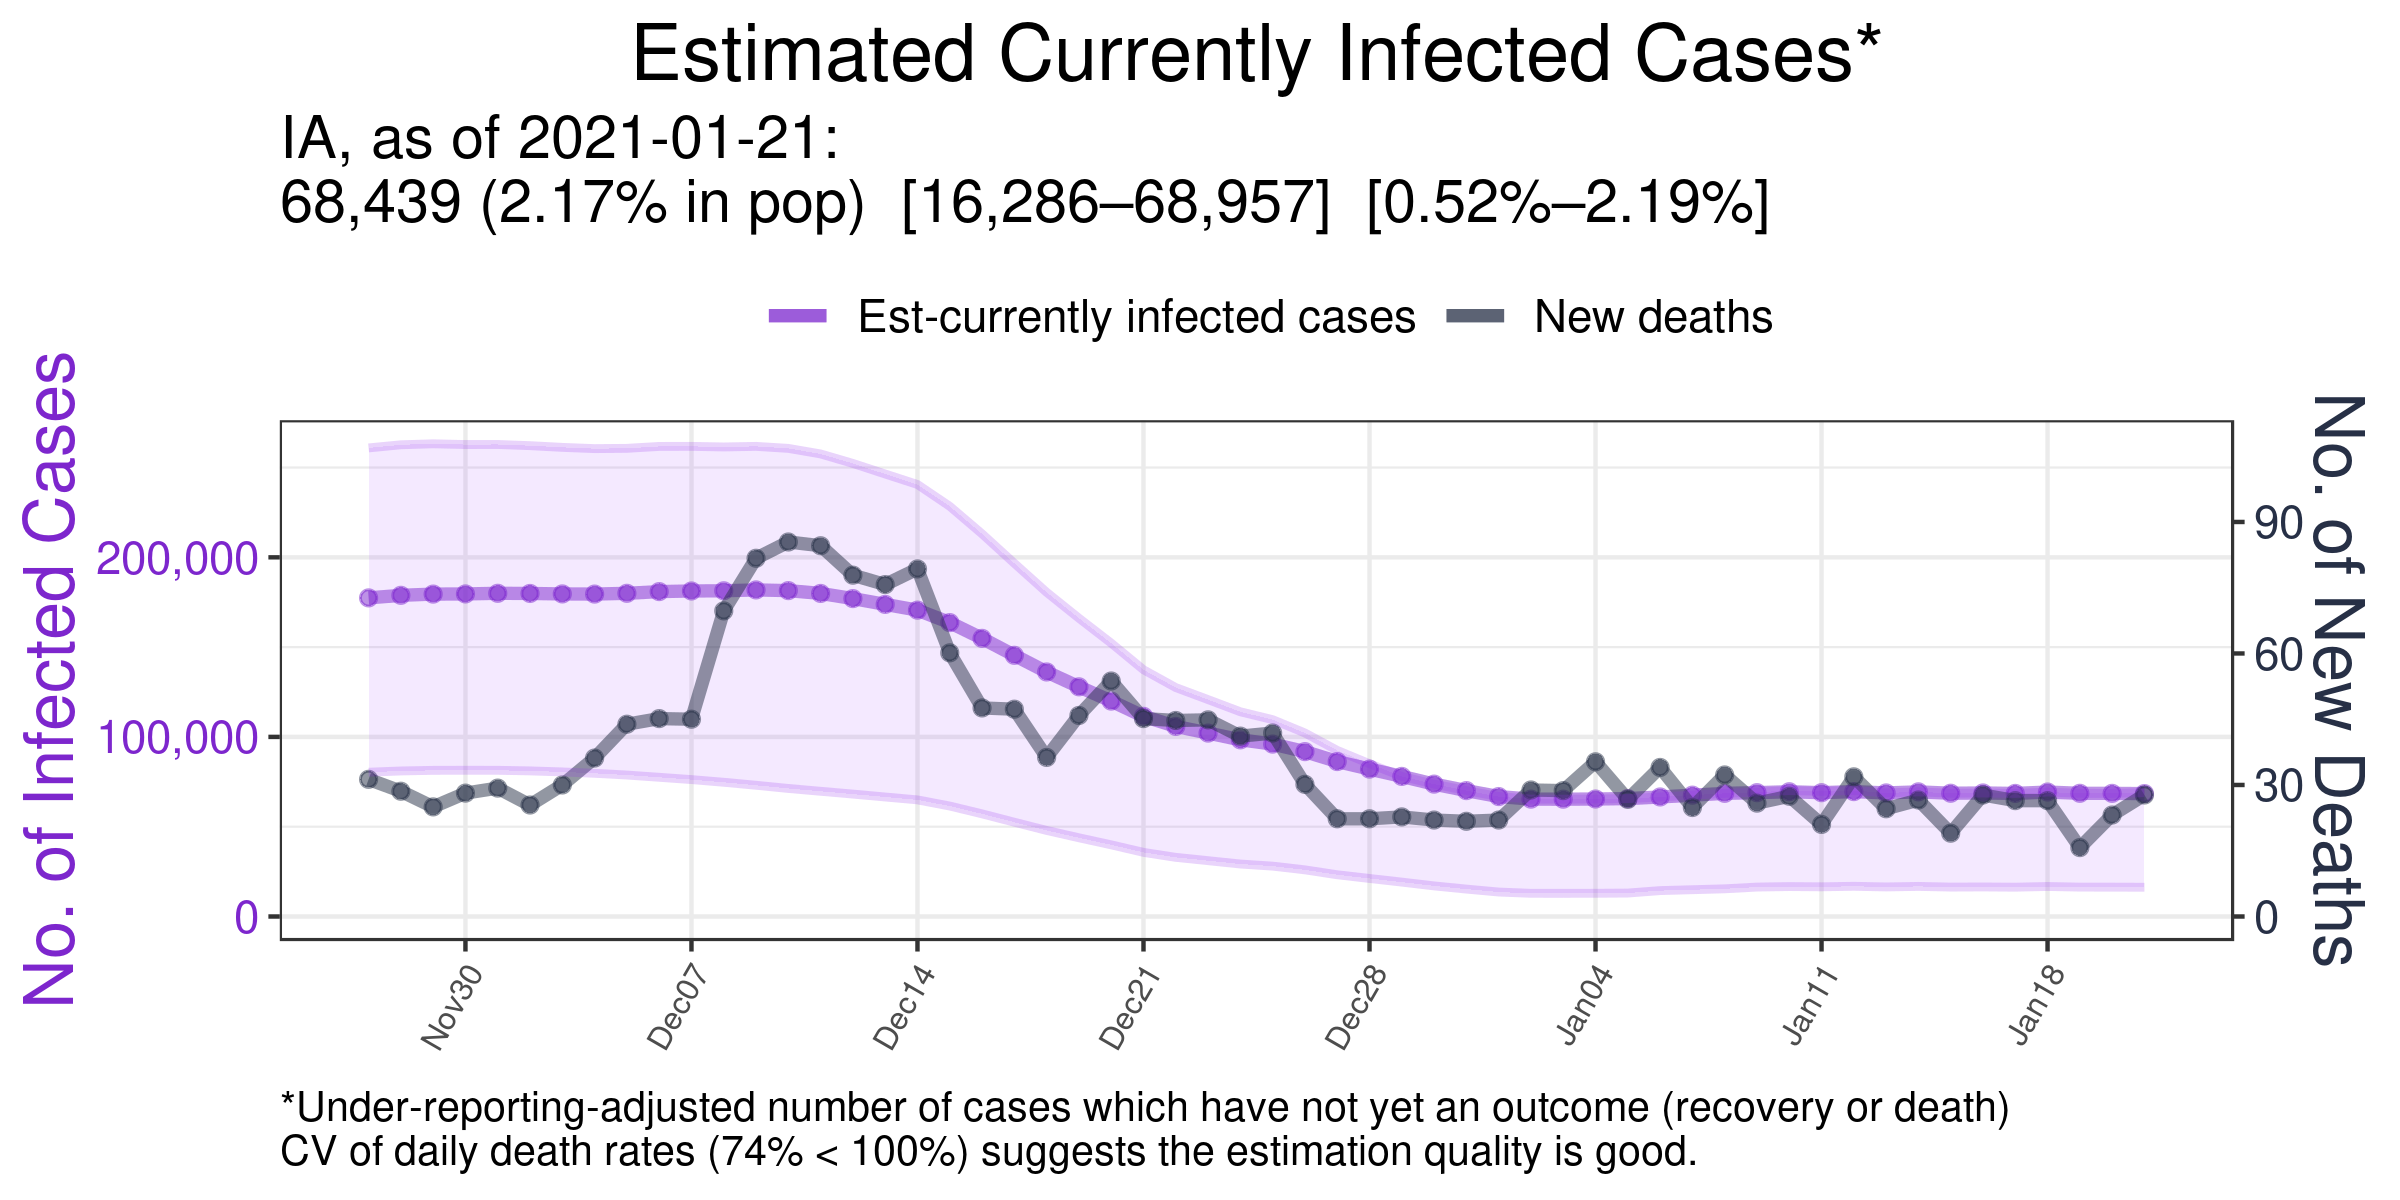 Estimated Currently Infected Cases*
IA, as of 2021-01-21:
68,439 (2.17% in pop)  [16,286–68,957]  [0.52%–2.19%]
Est-currently infected cases
New deaths
No. of Infected Cases
200,000
100,000
0
90
60
30
0
No. of New Deaths
Nov30
Dec07
Dec14
Dec21
Dec28
Jan04
Jan11
Jan18
*Under-reporting-adjusted number of cases which have not yet an outcome (recovery or death)
CV of daily death rates (74% < 100%) suggests the estimation quality is good.